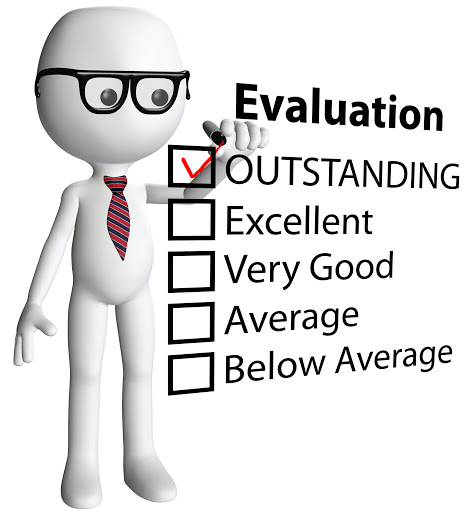 Evaluation
OUTSTANDING
Excellent
Very Good
Average
Below Average